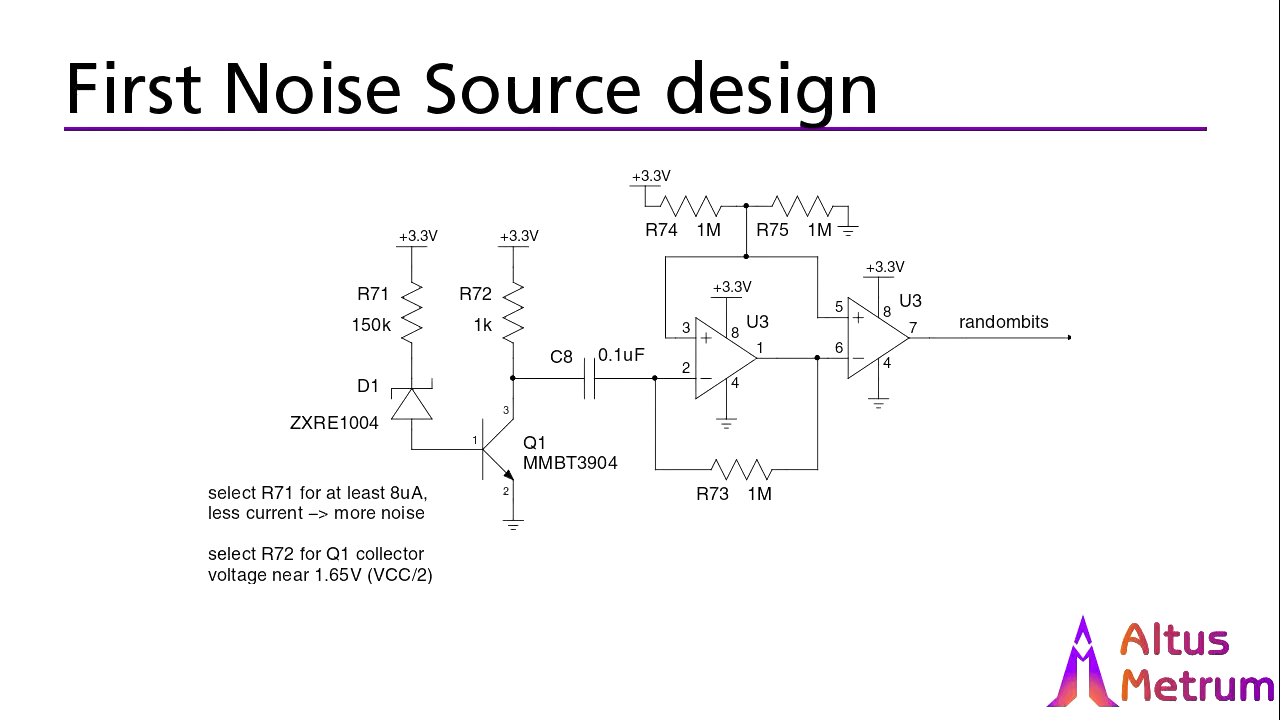 First Noise Source design
+3.3V
R74 1M R75 1M
+3.3V +3.3V
+3.3V
+3.3V
R71
150k
R72
1k
D1
ZXRE1004
C8 0.1uF
3
2
8
4
1
U3
5
6
8
4
7
U3
randombits
3
1
2
Q1
MMBT3904
R73 1M
select R71 for at least 8uA,
less current –> more noise
select R72 for Q1 collector
voltage near 1.65V (VCC/2)
Altus
Metrum